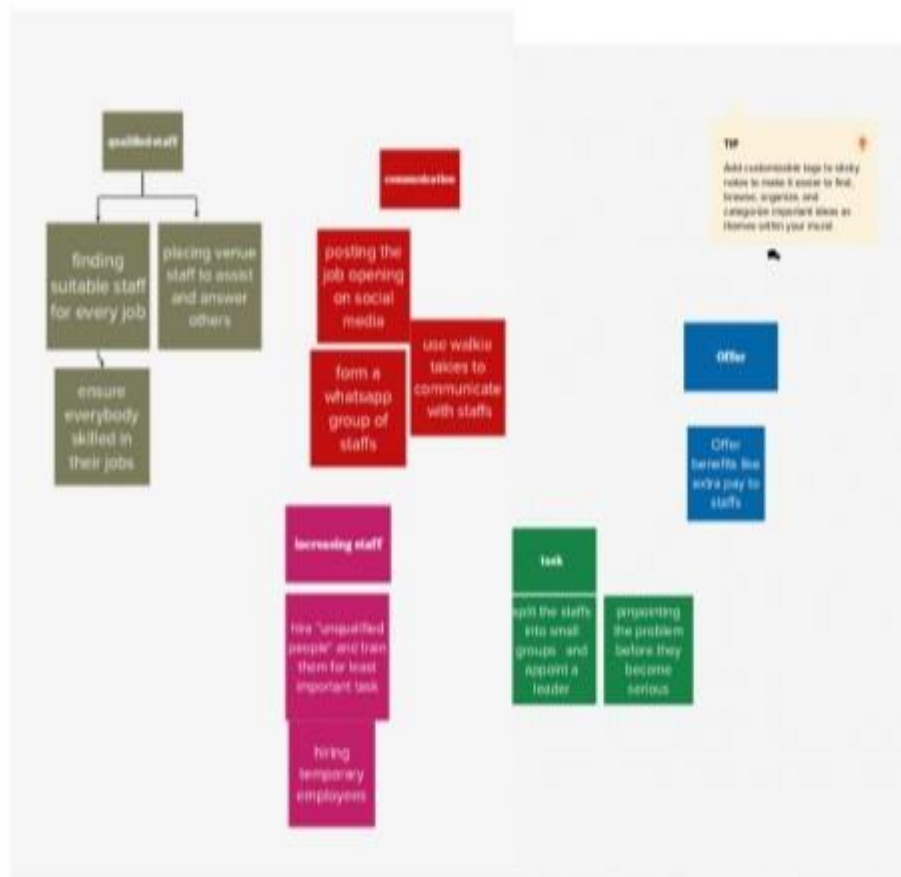 qualified staff
finding
suitable staff
for every job
placing venue
staff to assist
and answer
others
ensure
everybody
skilled in
their jobs
communication
posting the
job opening
on social
media
form a
whatsapp
group of
staffs
use walkie
takies to
communicate
with staffs
TIP
Add customizable tags to sticky
notes to make it easier to find,
browse, organize, and
categorize important ideas or
themes within your mural
Offer
Offer
benefits like
extra pay to
staffs
increasing staff
hire "unqualified
people" and train
them for least
important task
hiring
temporary
employees
task
split the staffs
into small
groups and
appoint a
leader
pinpointing
the problem
before they
become
serious